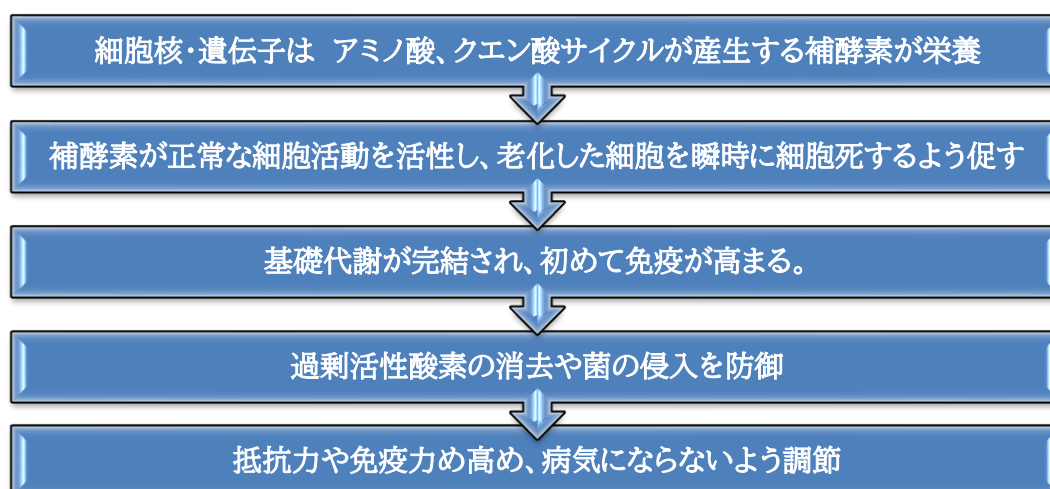 細胞核・遺伝子は　アミノ酸、クエン酸サイクルが産生する補酵素が栄養
補酵素が正常な細胞活動を活性し、老化した細胞を瞬時に細胞死するよう促す
基礎代謝が完結され、初めて免疫が高まる。
過剰活性酸素の消去や菌の侵入を防御
抵抗力や免疫力め高め、病気にならないよう調節